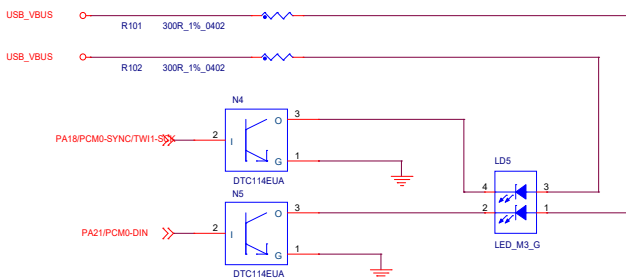 USB_VBUS
R101 300R_1%_0402
USB_VBUS
R102 300R_1%_0402
N4
3
O
PA18/PCM0-SYNC/TWI1-SCK
2
I
1
G
DTC114EUA
LD5
4 3
2 1
LED_M3_G
N5
3
O
PA21/PCM0-DIN
2
I
1
G
DTC114EUA